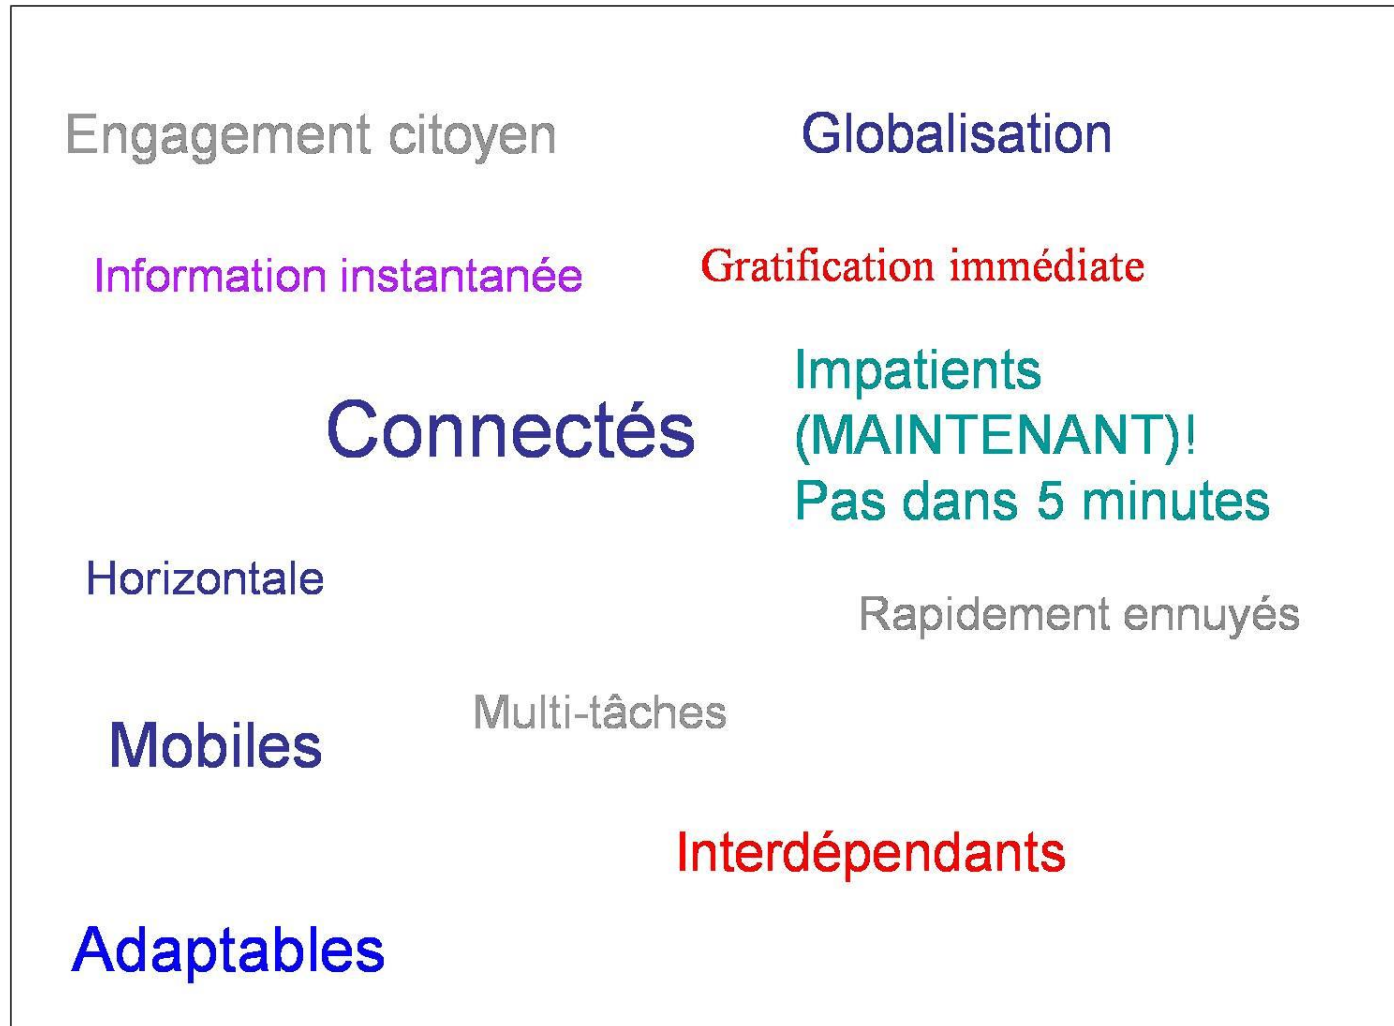 Engagement citoyen
Globalisation
Information instantanée
Gratification immédiate
Connectés
Impatients
(MAINTENANT)!
Pas dans 5 minutes
Horizontale
Rapidement ennuyés
Multi-tâches
Mobiles
Interdépendants
Adaptables